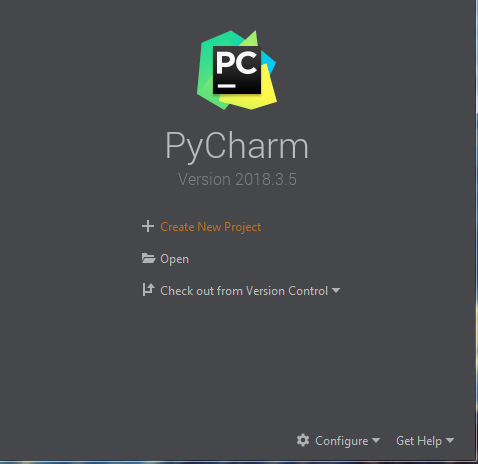 PC
PyCharm
Version 2018.3.5
Create New Project
Open
Check out from Version Control
Configure
Get Help